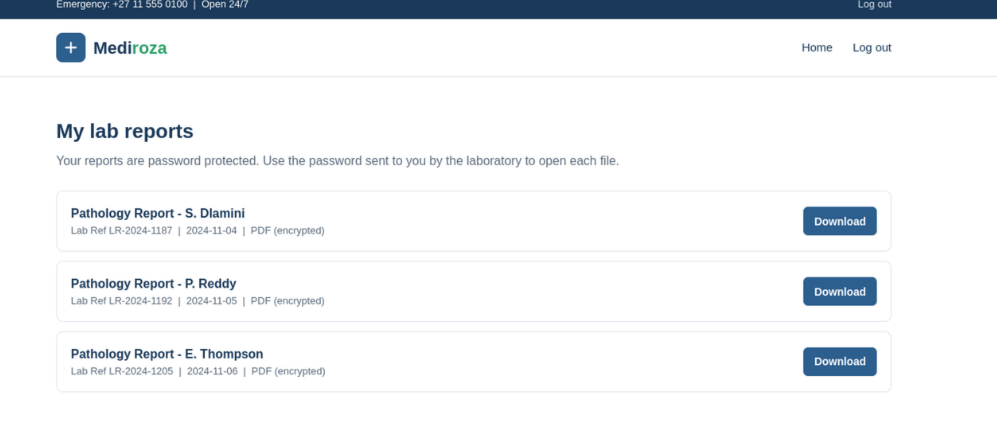 Emergency: +27 11 555 0100 | Open 24/7 Log out
Mediroza Home Log out
My lab reports
Your reports are password protected. Use the password sent to you by the laboratory to open each file.
Pathology Report - S. Dlamini
Lab Ref LR-2024-1187 | 2024-11-04 | PDF (encrypted)
Download
Pathology Report - P. Reddy
Lab Ref LR-2024-1192 | 2024-11-05 | PDF (encrypted)
Download
Pathology Report - E. Thompson
Lab Ref LR-2024-1205 | 2024-11-06 | PDF (encrypted)
Download